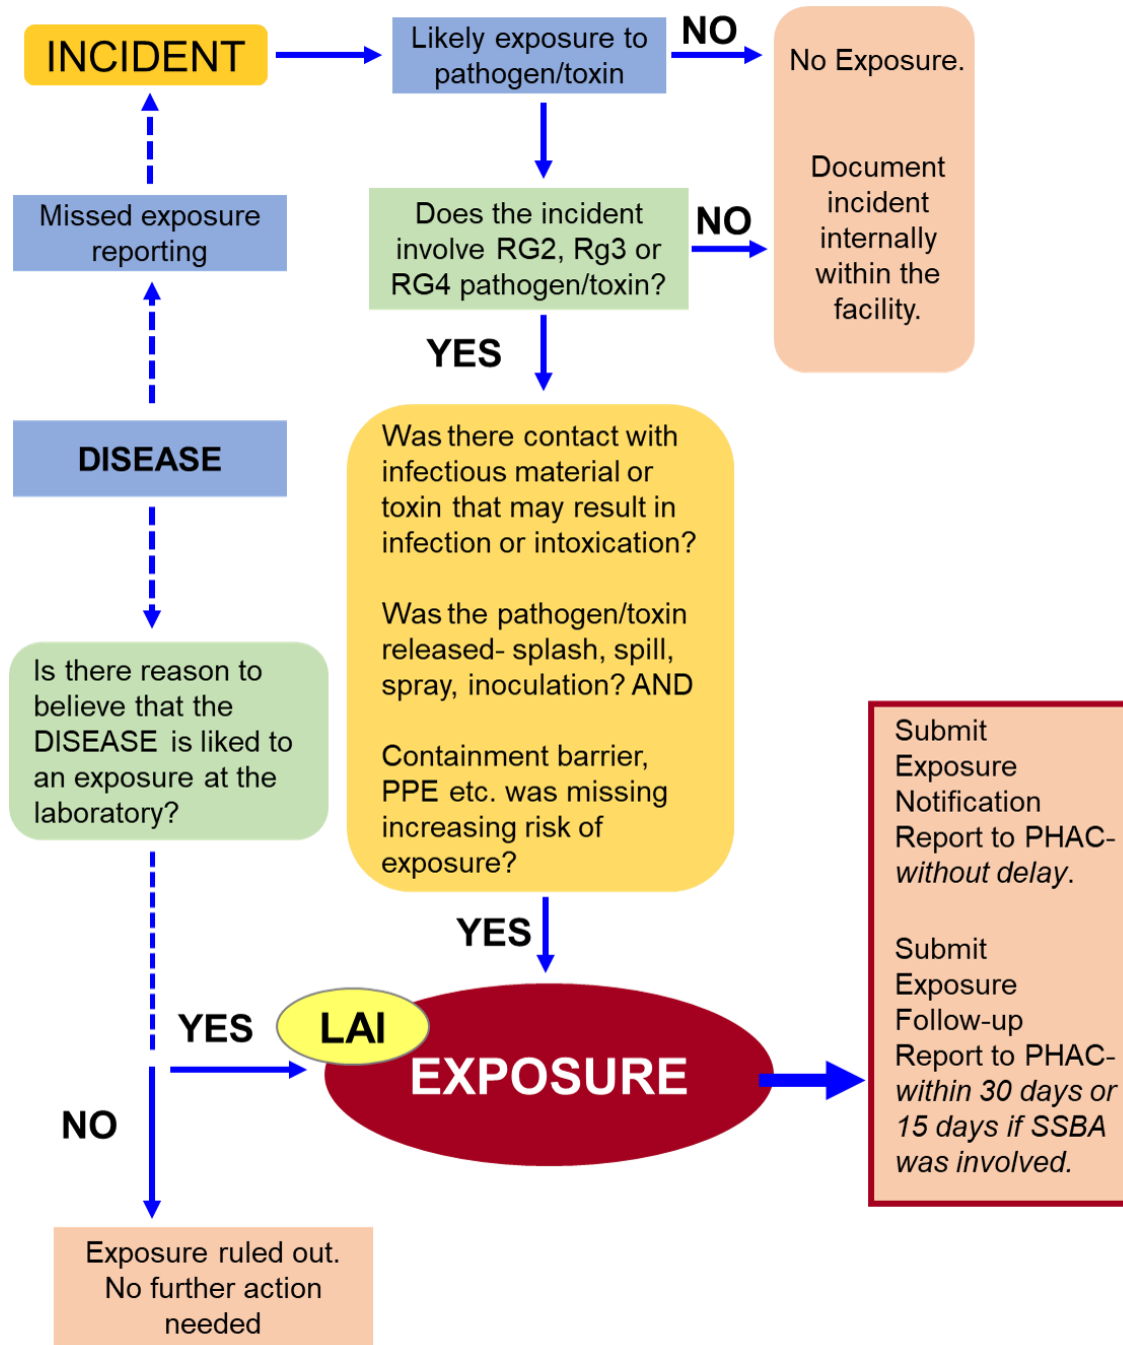 INCIDENT
Likely exposure to
pathogen/toxin
NO
No Exposure.
Document
incident
internally
within the
facility.
Missed exposure
reporting
Does the incident
involve RG2, Rg3 or
RG4 pathogen/toxin?
NO
YES
DISEASE
Was there contact with
infectious material or
toxin that may result in
infection or intoxication?
Was the pathogen/toxin
released- splash, spill,
spray, inoculation? AND
Containment barrier,
PPE etc. was missing
increasing risk of
exposure?
Is there reason to
believe that the
DISEASE is liked to
an exposure at the
laboratory?
YES
YES
LAI
EXPOSURE
NO
Submit
Exposure
Notification
Report to PHAC-
without delay.
Submit
Exposure
Follow-up
Report to PHAC-
within 30 days or
15 days if SSBA
was involved.
Exposure ruled out.
No further action
needed